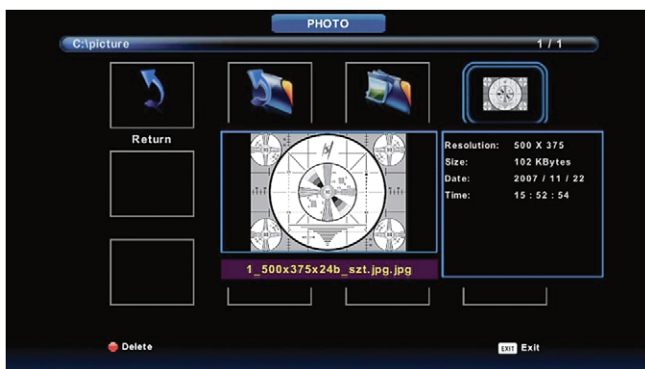 PHOTO
C:\picture
1 / 1
Return
Resolution: 500 X 375
Size: 102 KBytes
Date: 2007 / 11 / 22
Time: 15 : 52 : 54
1_500x375x24b_szt.jpg.jpg
Delete
EXIT Exit